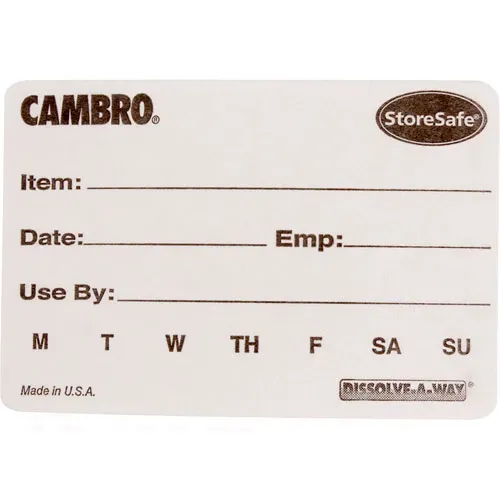 CAMBRO®
StoreSafe®
Item:
Date: Emp:
Use By:
M T W TH F SA SU
Made in U.S.A. DISSOLVE-A-WAY®